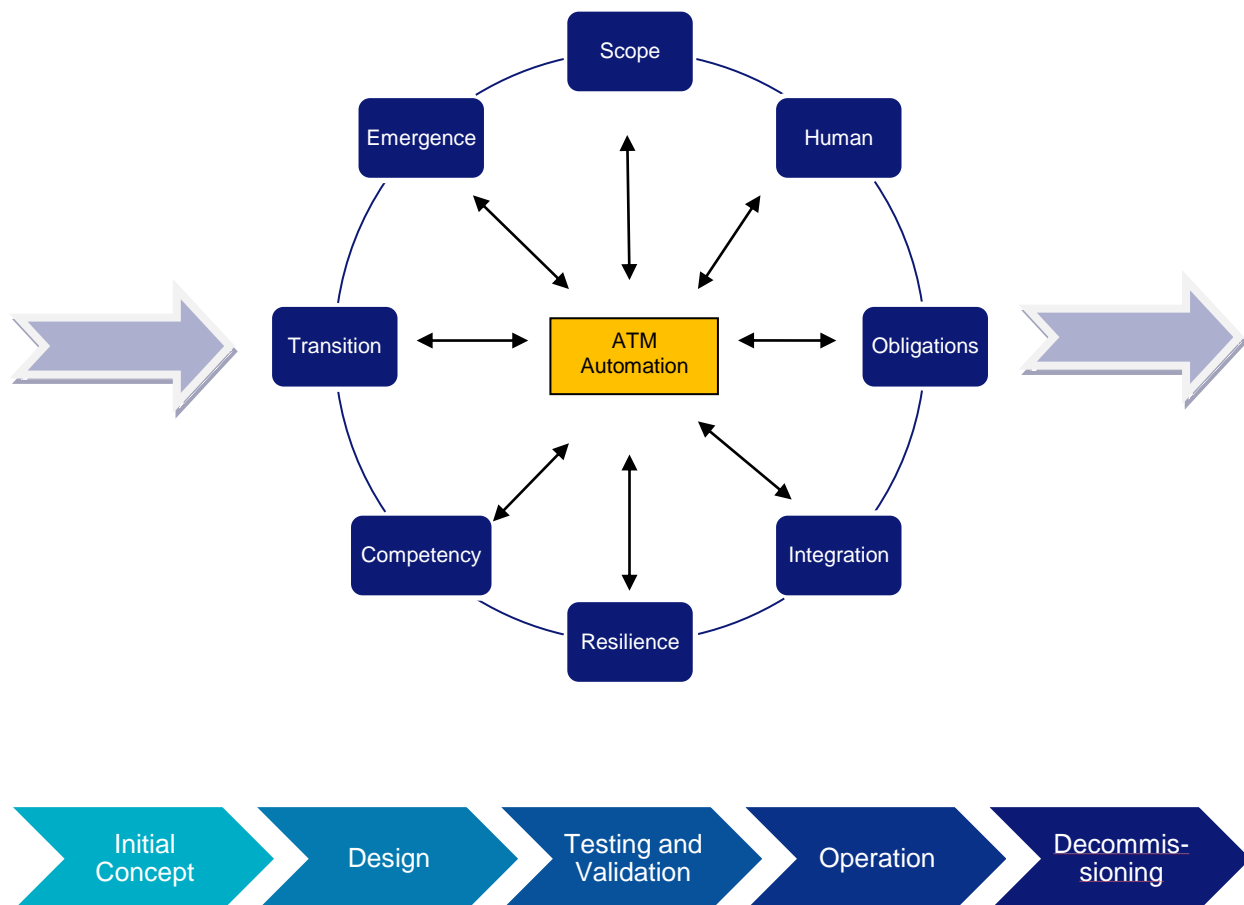 Scope
Emergence
Human
Transition
ATM
Automation
Obligations
Competency
Integration
Resilience
Initial
Concept
Design
Testing and
Validation
Operation
Decommis-
sioning